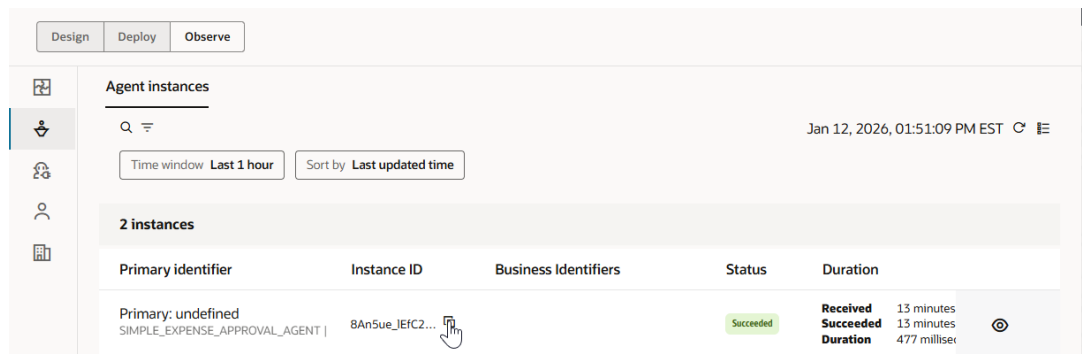 Design Deploy Observe
Agent instances
Jan 12, 2026, 01:51:09 PM EST
Time window Last 1 hour Sort by Last updated time
2 instances
Primary identifier Instance ID Business Identifiers Status Duration
Primary: undefined
SIMPLE_EXPENSE_APPROVAL_AGENT |
8An5ue_lEfC2... Succeeded
Received 13 minutes
Succeeded 13 minutes
Duration 477 millisec